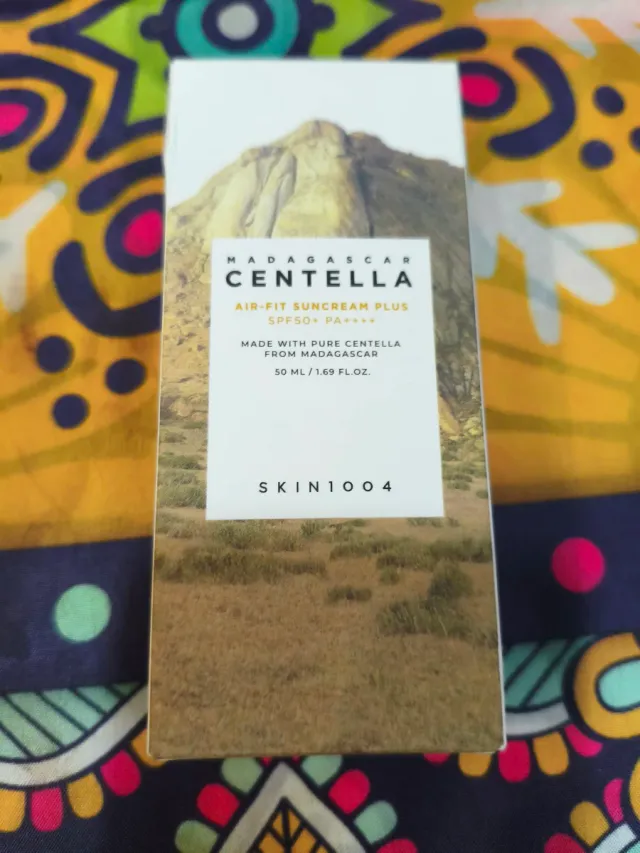 MADAGASCAR
CENTELLA
AIR-FIT SUNCREAM PLUS
SPF50+ PA++++
MADE WITH PURE CENTELLA
FROM MADAGASCAR
50 ML / 1.69 FL.OZ.
SKIN1004